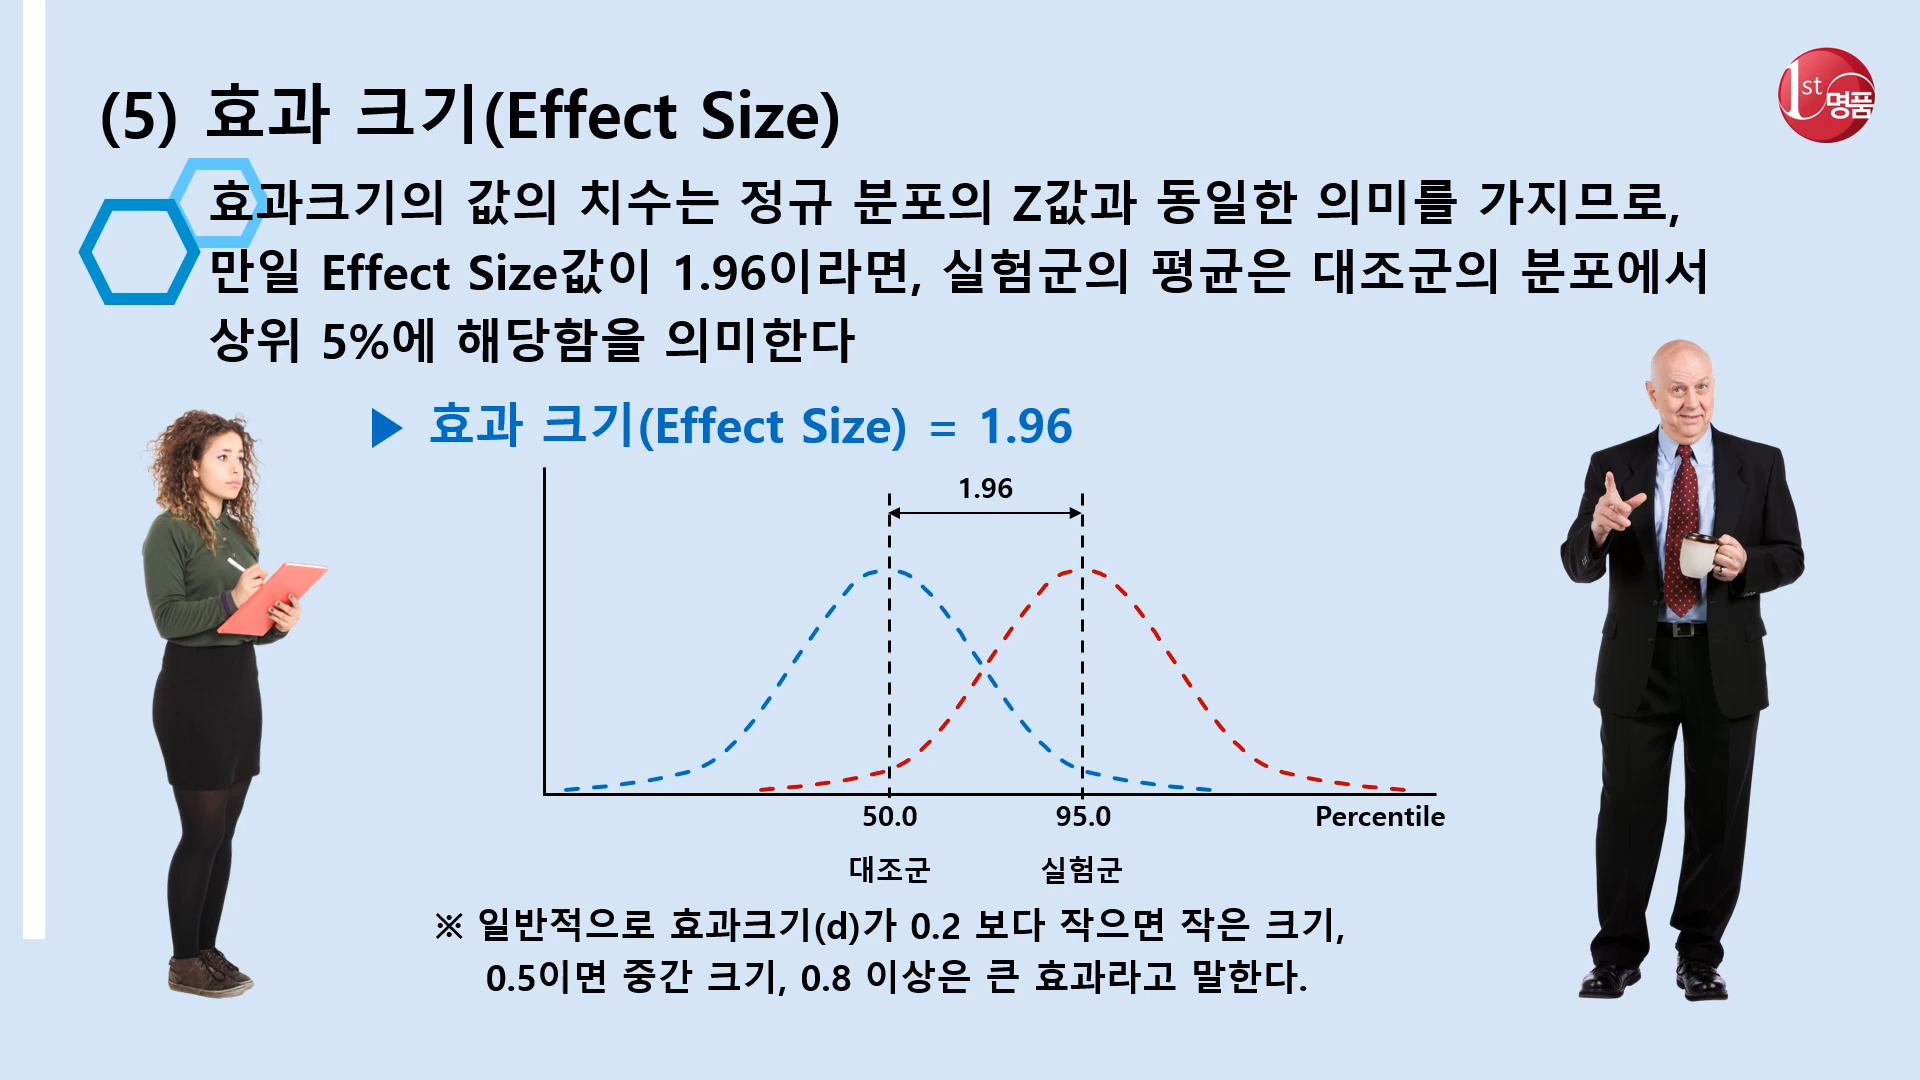 (5) 효과 크기(Effect Size)
1st 명품
효과크기의 값의 치수는 정규 분포의 Z값과 동일한 의미를 가지므로,
만일 Effect Size값이 1.96이라면, 실험군의 평균은 대조군의 분포에서
상위 5%에 해당함을 의미한다
▶ 효과 크기(Effect Size) = 1.96
1.96
50.0 95.0 Percentile
대조군 실험군
※ 일반적으로 효과크기(d)가 0.2 보다 작으면 작은 크기,
0.5이면 중간 크기, 0.8 이상은 큰 효과라고 말한다.